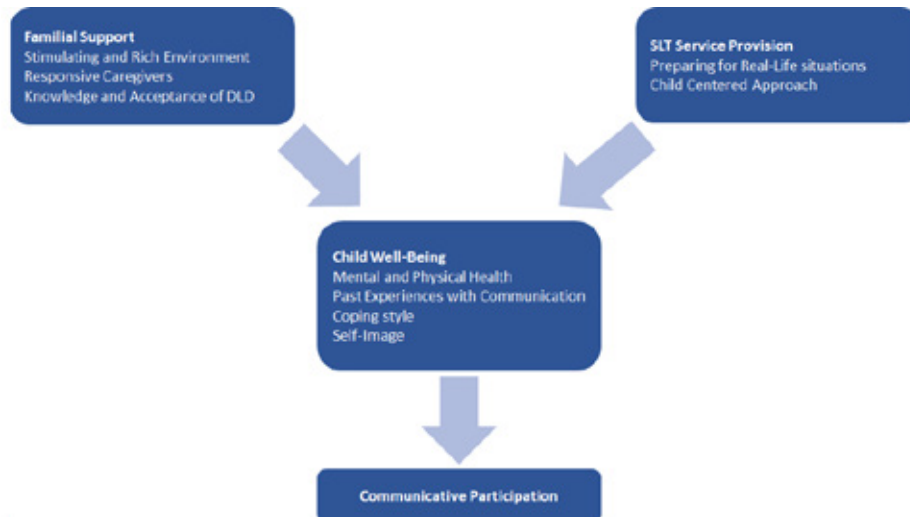 Familial Support
Stimulating and Rich Environment
Responsive Caregivers
Knowledge and Acceptance of DLD
SLT Service Provision
Preparing for Real-Life situations
Child Centered Approach
Child Well-Being
Mental and Physical Health
Past Experiences with Communication
Coping style
Self-Image
Communicative Participation